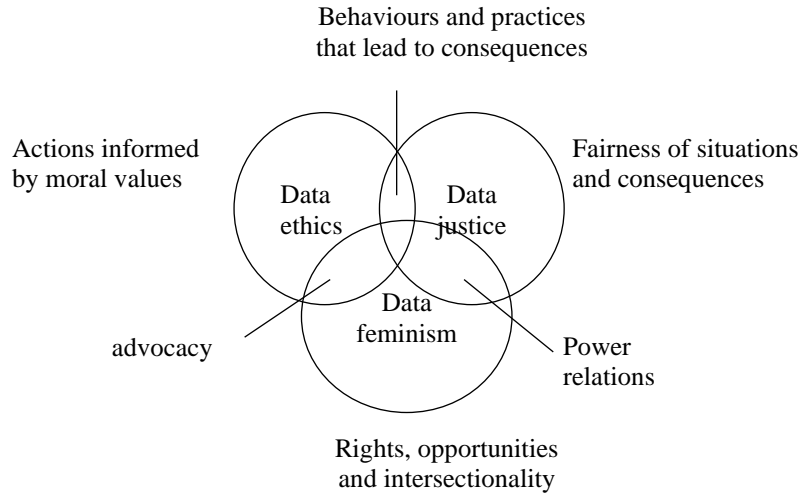 Behaviours and practices
that lead to consequences
Actions informed
by moral values
Fairness of situations
and consequences
Data
ethics
Data
justice
Data
feminism
advocacy
Power
relations
Rights, opportunities
and intersectionality